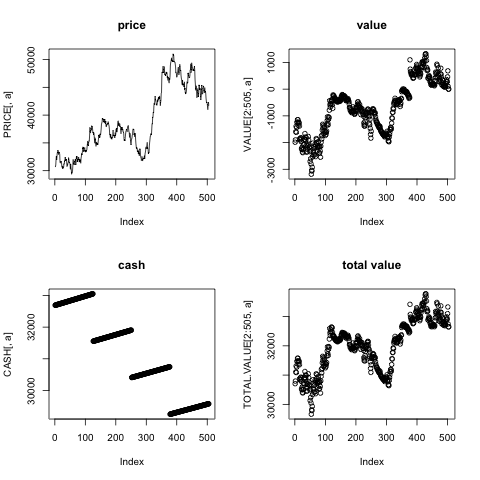 price
PRICE[, a]
30000
40000
50000
0
100
200
300
400
500
Index
value
VALUE[2:505, a]
-3000
-1000
0
1000
0
100
200
300
400
500
Index
cash
CASH[, a]
30000
32000
0
100
200
300
400
500
Index
total value
TOTAL.VALUE[2:505, a]
30000
32000
0
100
200
300
400
500
Index